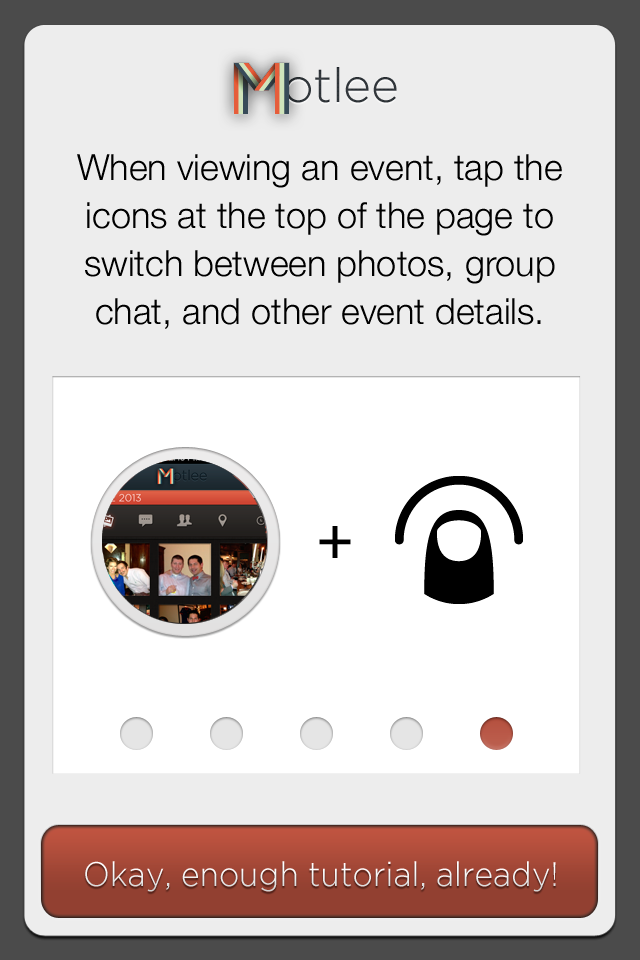 Motlee
When viewing an event, tap the
icons at the top of the page to
switch between photos, group
chat, and other event details.
Motlee
2013
+
Okay, enough tutorial, already!